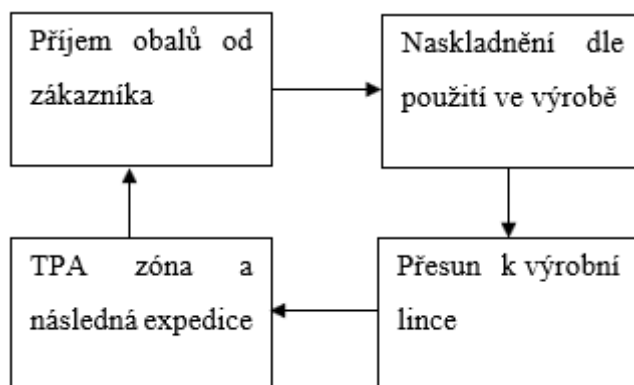 Příjem obalů od
zákazníka
Naskladnění dle
použití ve výrobě
TPA zóna a
následná expedice
Přesun k výrobní
lince